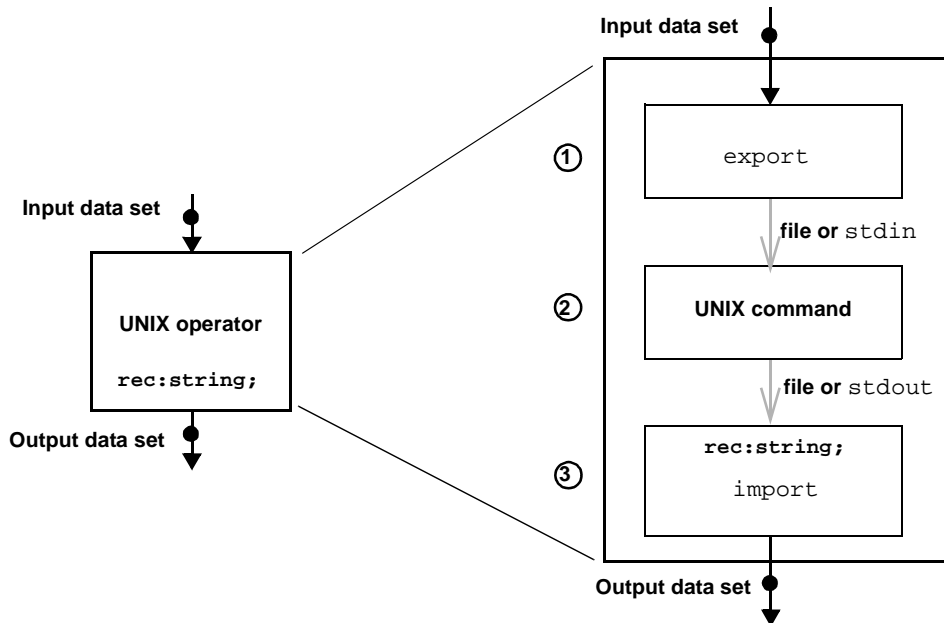 Input data set
UNIX operator
rec:string;
Output data set
Input data set
1
export
file or stdin
2
UNIX command
file or stdout
3
rec:string;
import
Output data set